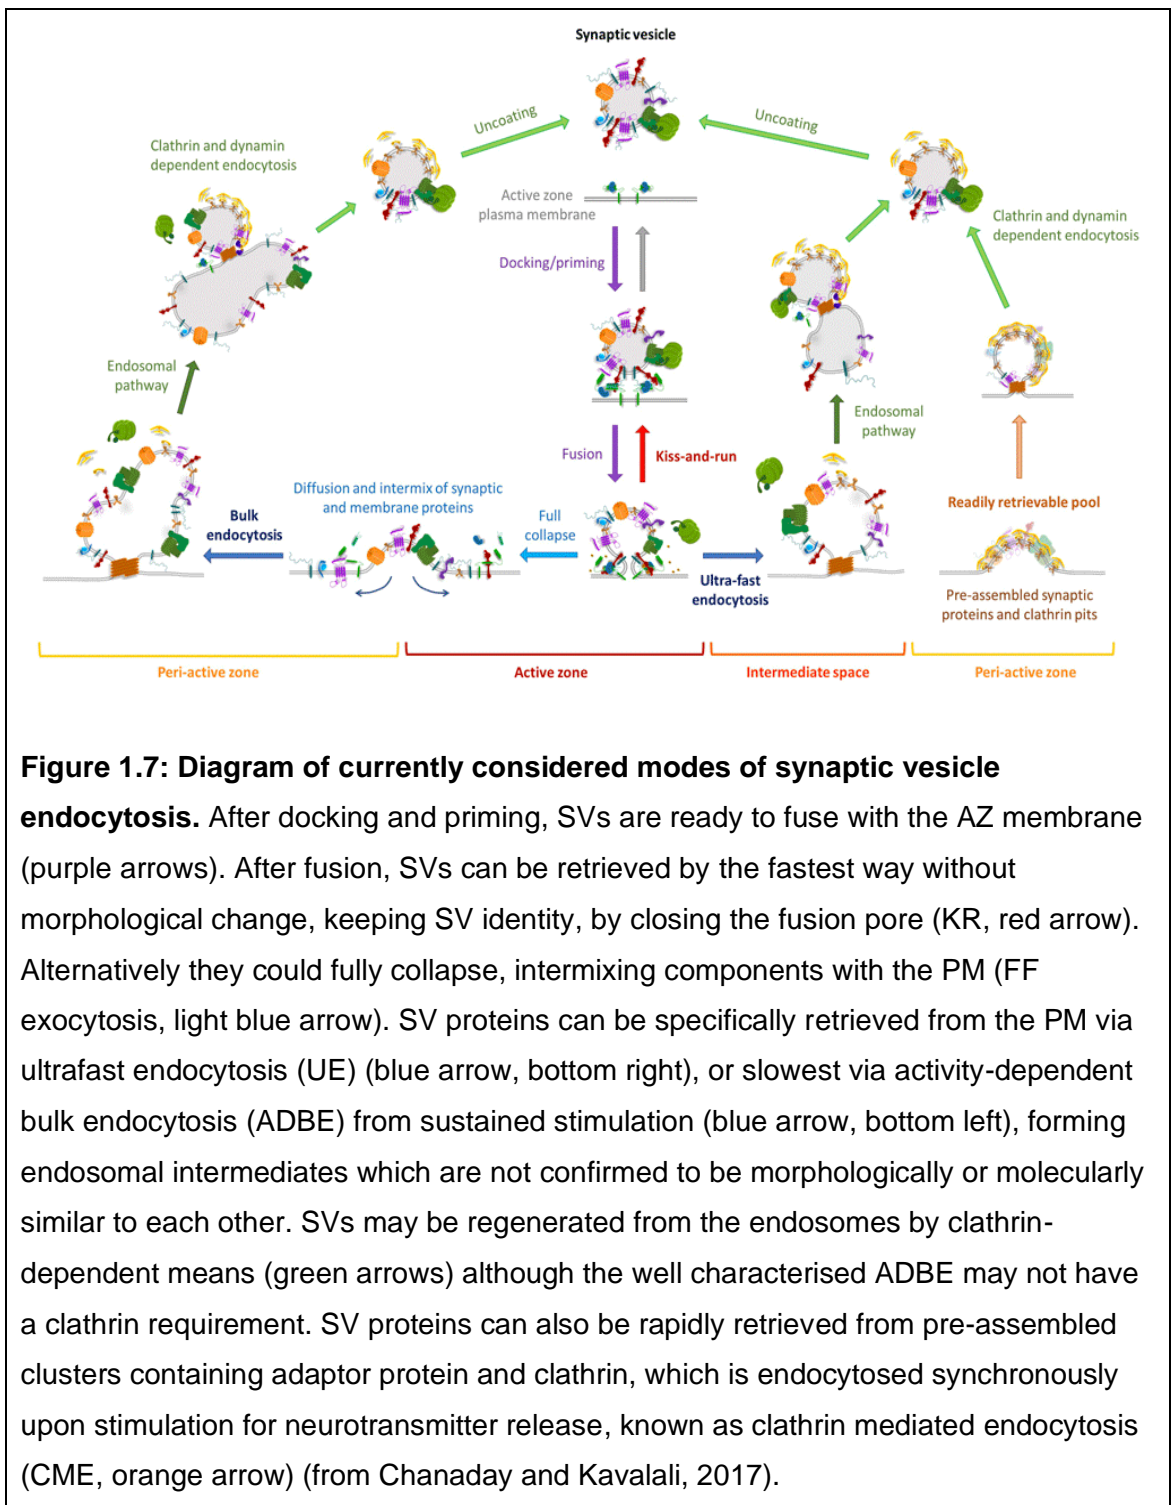 Synaptic vesicle
Uncoating
Uncoating
Clathrin and dynamin
dependent endocytosis
Active zone
plasma membrane
Clathrin and dynamin
dependent endocytosis
Docking/priming
Endosomal
pathway
Endosomal
pathway
Fusion
Kiss-and-run
Readily retrievable pool
Diffusion and intermix of synaptic
and membrane proteins
Bulk
endocytosis
Full
collapse
Ultra-fast
endocytosis
Pre-assembled synaptic
proteins and clathrin pits
Peri-active zone
Active zone
Intermediate space
Peri-active zone
Figure 1.7: Diagram of currently considered modes of synaptic vesicle
endocytosis. After docking and priming, SVs are ready to fuse with the AZ membrane
(purple arrows). After fusion, SVs can be retrieved by the fastest way without
morphological change, keeping SV identity, by closing the fusion pore (KR, red arrow).
Alternatively they could fully collapse, intermixing components with the PM (FF
exocytosis, light blue arrow). SV proteins can be specifically retrieved from the PM via
ultrafast endocytosis (UE) (blue arrow, bottom right), or slowest via activity-dependent
bulk endocytosis (ADBE) from sustained stimulation (blue arrow, bottom left), forming
endosomal intermediates which are not confirmed to be morphologically or molecularly
similar to each other. SVs may be regenerated from the endosomes by clathrin-
dependent means (green arrows) although the well characterised ADBE may not have
a clathrin requirement. SV proteins can also be rapidly retrieved from pre-assembled
clusters containing adaptor protein and clathrin, which is endocytosed synchronously
upon stimulation for neurotransmitter release, known as clathrin mediated endocytosis
(CME, orange arrow) (from Chanaday and Kavalali, 2017).